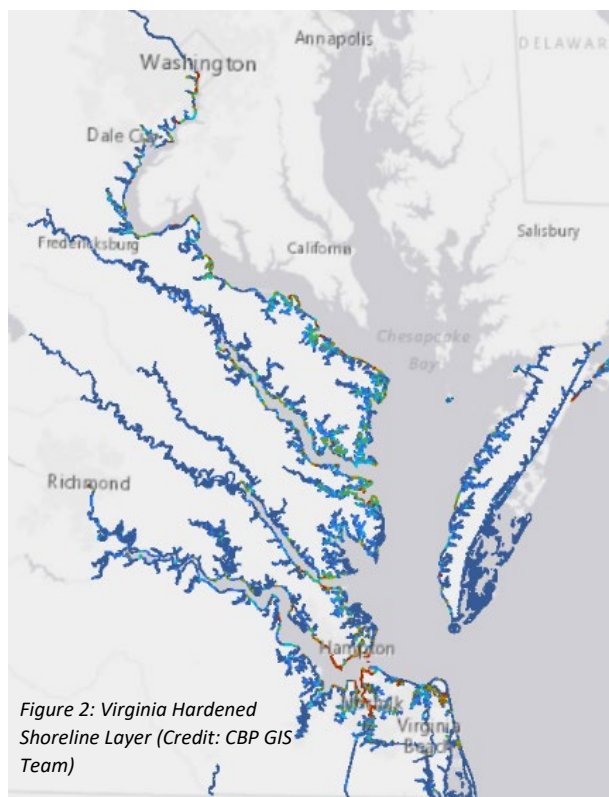 Annapolis
Washington
DELAWAR
Dale City
Salisbury
Fredericksburg
California
Chesapeake
Bay
Richmond
Hampton
Norfolk
Virginia
Beach
Figure 2: Virginia Hardened
Shoreline Layer (Credit: CBP GIS
Team)